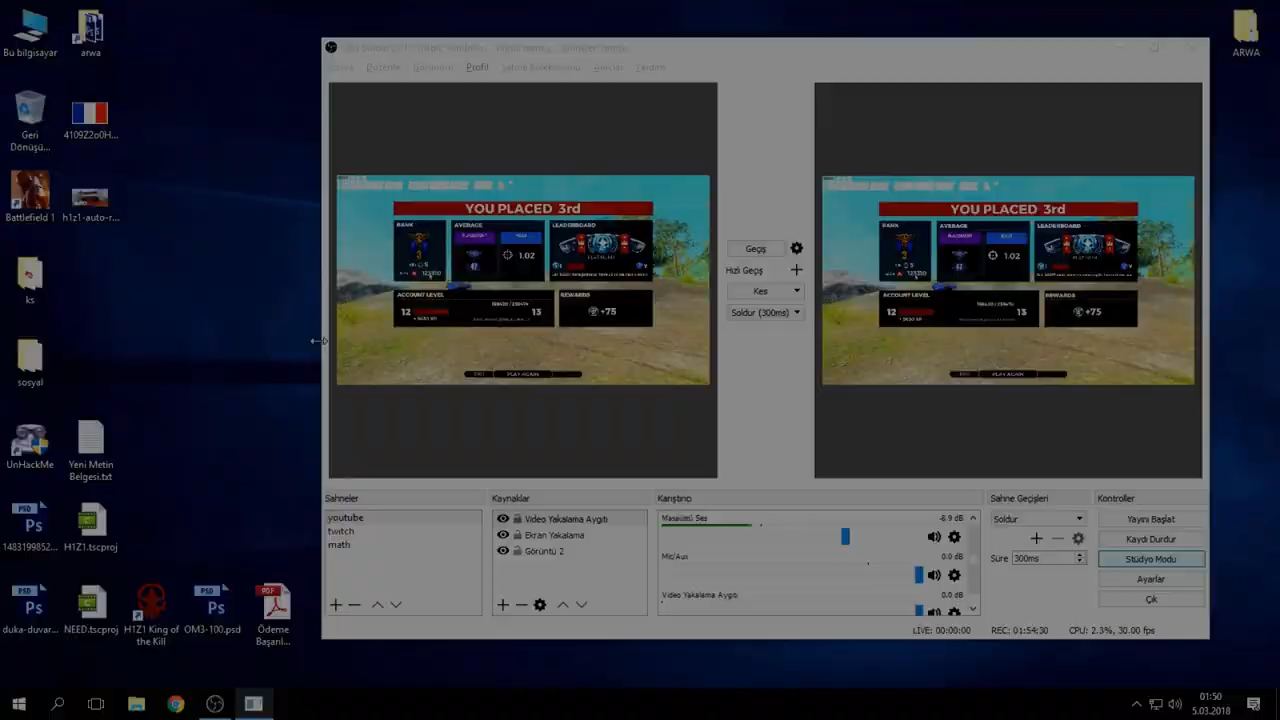 Bu bilgisayar
arwa
ARWA
Geri
Dönüşü...
4109Z2o0H...
Battlefield 1
h1z1-auto-r...
ks
sosyal
UnHackMe
Yeni Metin
Belgesi.txt
1483199852...
H1Z1.tscproj
duka-duvar...
NEED.tscproj
H1Z1 King of
the Kill
OM3-100.psd
Ödeme
Başarılı...
Düzenle
Profil
Sahne Koleksiyonu
Araçlar
Yardım
YOU PLACED 3rd
RANK
AVERAGE
LEADERBOARD
1.02
ACCOUNT LEVEL
REWARDS
12
13
+75
PLAY AGAIN
Geçiş
Hızlı Geçiş
Kes
Soldur (300ms)
YOU PLACED 3rd
RANK
AVERAGE
LEADERBOARD
1.02
ACCOUNT LEVEL
REWARDS
12
13
+75
PLAY AGAIN
Sahneler
youtube
twitch
math
Kaynaklar
Video Yakalama Aygıtı
Ekran Yakalama
Görüntü 2
Karıştırıcı
Masaüstü Ses
-8.9 dB
Mic/Aux
0.0 dB
Video Yakalama Aygıtı
0.0 dB
Sahne Geçişleri
Soldur
Süre
300ms
Kontroller
Yayını Başlat
Kaydı Durdur
Stüdyo Modu
Ayarlar
Çık
LIVE: 00:00:00
REC: 01:54:30
CPU: 2.3%, 30.00 fps
01:50
5.03.2018